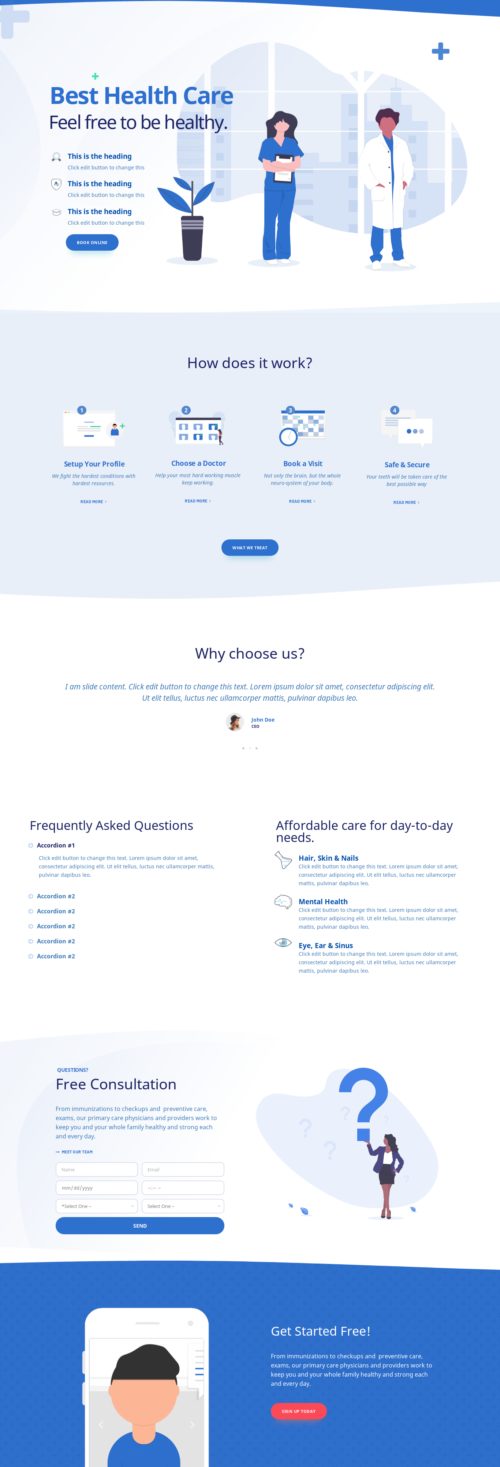 Best Health Care
Feel free to be healthy.
This is the heading
Click edit button to change this
This is the heading
Click edit button to change this
This is the heading
Click edit button to change this
BOOK ONLINE
How does it work?
1
2
3
4
Setup Your Profile
We fight the hardest conditions with
hardest resources.
READ MORE
Choose a Doctor
Help your most hard working muscle
keep working.
READ MORE
Book a Visit
Not only the brain, but the whole
neuro-system of your body.
READ MORE
Safe & Secure
Your teeth will be taken care of the
best possible way
READ MORE
WHAT WE TREAT
Why choose us?
I am slide content. Click edit button to change this text. Lorem ipsum dolor sit amet, consectetur adipiscing elit.
Ut elit tellus, luctus nec ullamcorper mattis, pulvinar dapibus leo.
John Doe
CEO
Frequently Asked Questions
Accordion #1
Click edit button to change this text. Lorem ipsum dolor sit amet,
consectetur adipiscing elit. Ut elit tellus, luctus nec ullamcorper mattis,
pulvinar dapibus leo.
Accordion #2
Accordion #2
Accordion #2
Accordion #2
Accordion #2
Affordable care for day-to-day
needs.
Hair, Skin & Nails
Click edit button to change this text. Lorem ipsum dolor sit amet,
consectetur adipiscing elit. Ut elit tellus, luctus nec ullamcorper
mattis, pulvinar dapibus leo.
Mental Health
Click edit button to change this text. Lorem ipsum dolor sit amet,
consectetur adipiscing elit. Ut elit tellus, luctus nec ullamcorper
mattis, pulvinar dapibus leo.
Eye, Ear & Sinus
Click edit button to change this text. Lorem ipsum dolor sit amet,
consectetur adipiscing elit. Ut elit tellus, luctus nec ullamcorper
mattis, pulvinar dapibus leo.
QUESTIONS?
Free Consultation
From immunizations to checkups and preventive care,
exams, our primary care physicians and providers work to
keep you and your whole family healthy and strong each
and every day.
MEET OUR TEAM
Name
Email
mm/dd/yyyy
--:-- -
*Select One -
Select One -
SEND
? ? ? ?
Get Started Free!
From immunizations to checkups and preventive care,
exams, our primary care physicians and providers work to
keep you and your whole family healthy and strong each
and every day.
SIGN UP TODAY